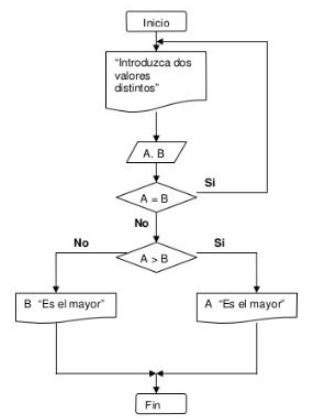 Inicio
“Introduzca dos
valores
distintos”
A. B
Si
A = B
No
No
Si
A > B
B “Es el mayor”
A “Es el mayor”
Fin